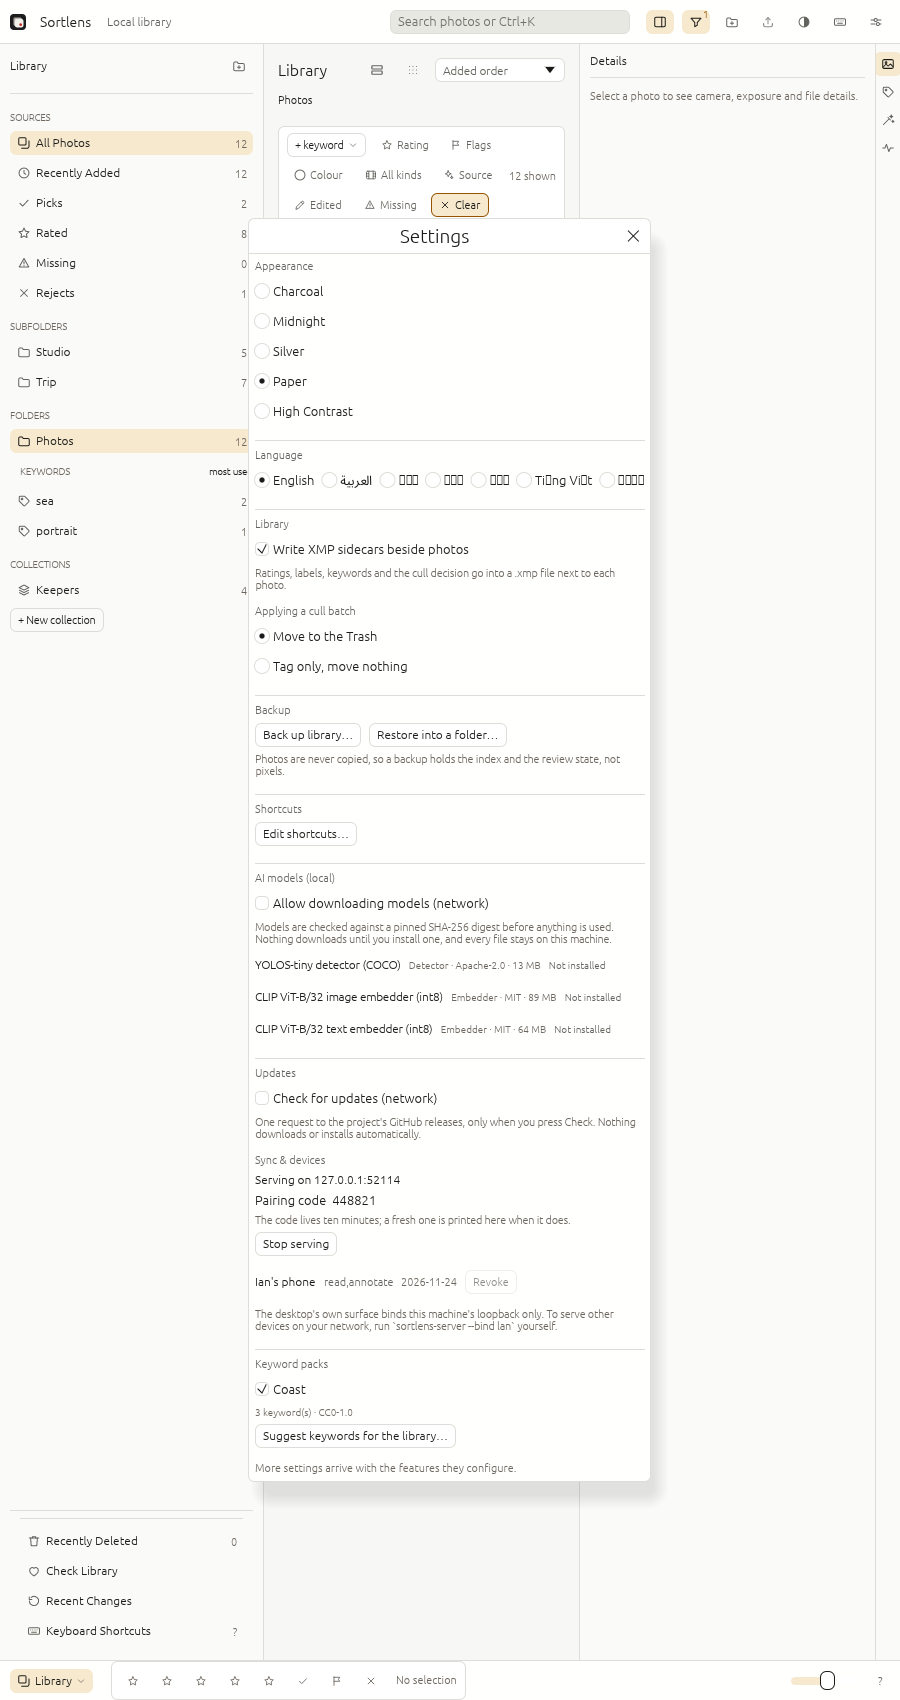 Sortlens Local library Search photos or Ctrl+K 1
Library
SOURCES
All Photos 12
Recently Added 12
Picks 2
Rated 8
Missing 0
Rejects 1
SUBFOLDERS
Studio 5
Trip 7
FOLDERS
Photos 12
KEYWORDS most use
sea 2
portrait 1
COLLECTIONS
Keepers 4
+ New collection
Library Added order
Photos
+ keyword Rating Flags
Colour All kinds Source 12 shown
Edited Missing Clear
Details
Select a photo to see camera, exposure and file details.
Settings
Appearance
Charcoal
Midnight
Silver
Paper
High Contrast
Language
English العربية Ti▯ng Vi▯t
Library
Write XMP sidecars beside photos
Ratings, labels, keywords and the cull decision go into a .xmp file next to each
photo.
Applying a cull batch
Move to the Trash
Tag only, move nothing
Backup
Back up library… Restore into a folder…
Photos are never copied, so a backup holds the index and the review state, not
pixels.
Shortcuts
Edit shortcuts…
AI models (local)
Allow downloading models (network)
Models are checked against a pinned SHA-256 digest before anything is used.
Nothing downloads until you install one, and every file stays on this machine.
YOLOS-tiny detector (COCO) Detector · Apache-2.0 · 13 MB Not installed
CLIP ViT-B/32 image embedder (int8) Embedder · MIT · 89 MB Not installed
CLIP ViT-B/32 text embedder (int8) Embedder · MIT · 64 MB Not installed
Updates
Check for updates (network)
One request to the project's GitHub releases, only when you press Check. Nothing
downloads or installs automatically.
Sync & devices
Serving on 127.0.0.1:52114
Pairing code 448821
The code lives ten minutes; a fresh one is printed here when it does.
Stop serving
Ian's phone read,annotate 2026-11-24 Revoke
The desktop's own surface binds this machine's loopback only. To serve other
devices on your network, run `sortlens-server --bind lan` yourself.
Keyword packs
Coast
3 keyword(s) · CC0-1.0
Suggest keywords for the library…
More settings arrive with the features they configure.
Recently Deleted 0
Check Library
Recent Changes
Keyboard Shortcuts ?
Library No selection ?